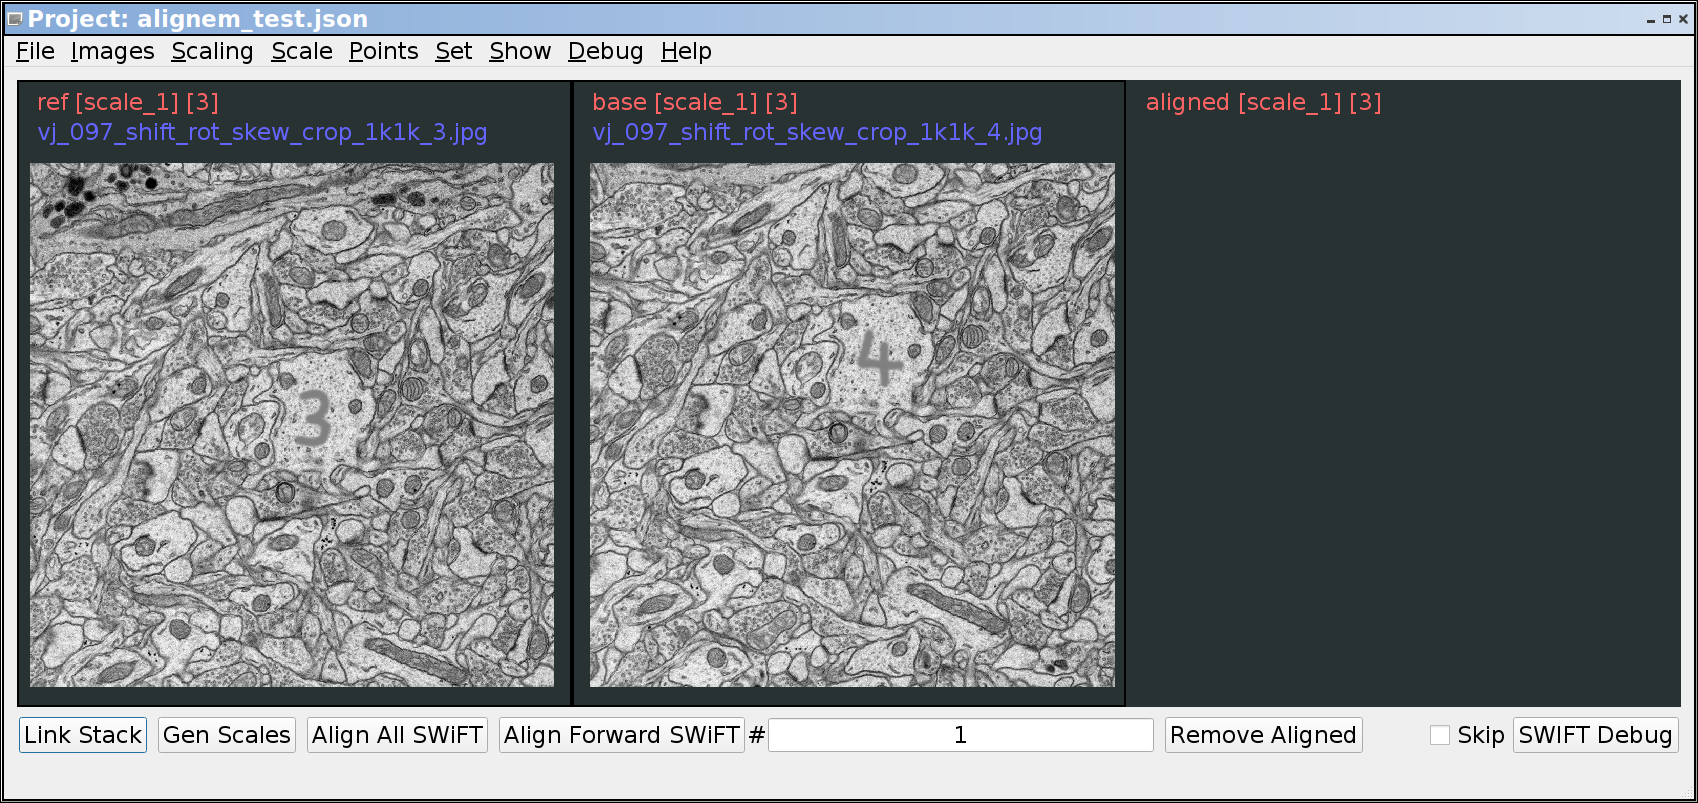 Project: alignem_test.json
File Images Scaling Scale Points Set Show Debug Help
ref [scale_1] [3]
vj_097_shift_rot_skew_crop_1k1k_3.jpg
base [scale_1] [3]
vj_097_shift_rot_skew_crop_1k1k_4.jpg
aligned [scale_1] [3]
3
4
Link Stack Gen Scales Align All SWiFT Align Forward SWiFT # 1 Remove Aligned Skip SWIFT Debug